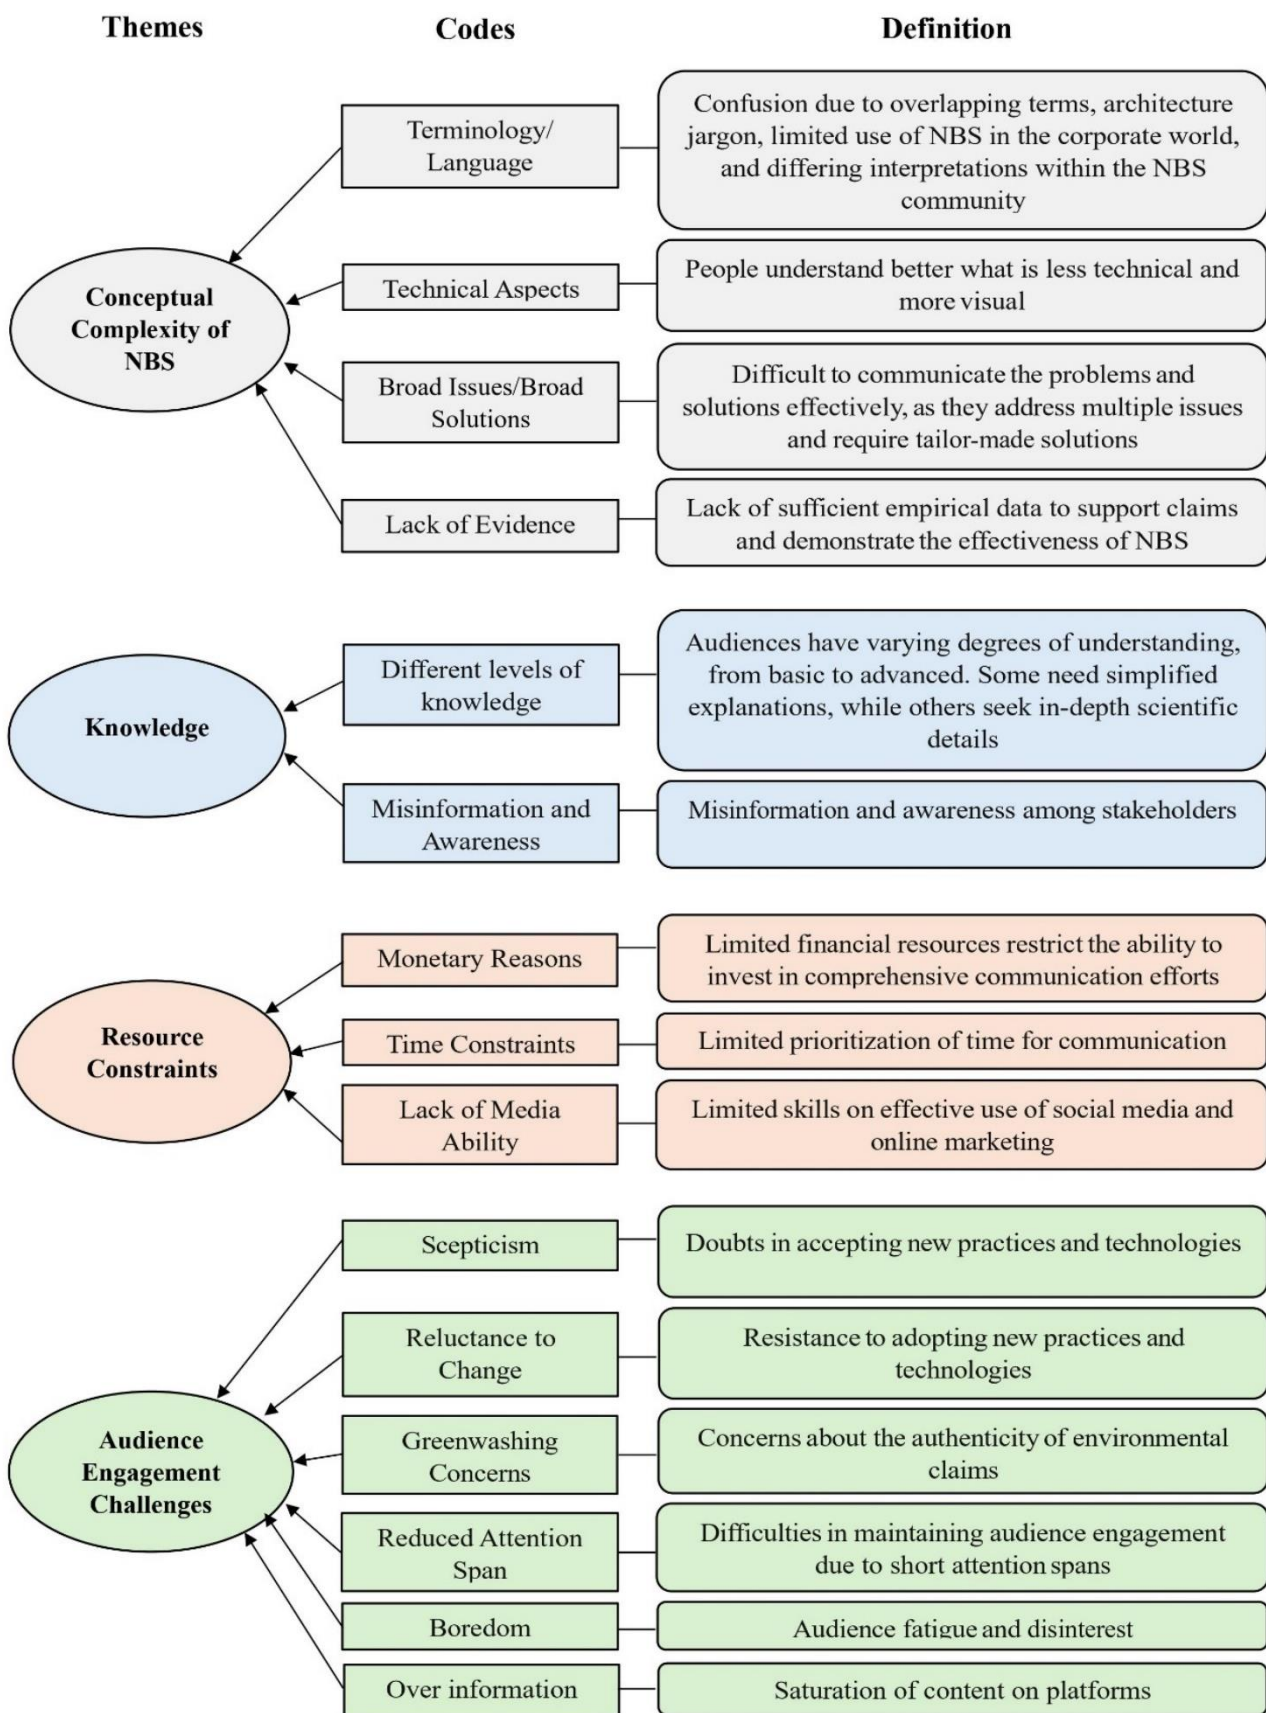 Themes Codes Definition
Terminology/
Language
Confusion due to overlapping terms, architecture
jargon, limited use of NBS in the corporate world,
and differing interpretations within the NBS
community
Conceptual
Complexity of
NBS
Technical Aspects
People understand better what is less technical and
more visual
Broad Issues/Broad
Solutions
Difficult to communicate the problems and
solutions effectively, as they address multiple issues
and require tailor-made solutions
Lack of Evidence
Lack of sufficient empirical data to support claims
and demonstrate the effectiveness of NBS
Knowledge
Different levels of
knowledge
Audiences have varying degrees of understanding,
from basic to advanced. Some need simplified
explanations, while others seek in-depth scientific
details
Misinformation and
Awareness
Misinformation and awareness among stakeholders
Resource
Constraints
Monetary Reasons
Limited financial resources restrict the ability to
invest in comprehensive communication efforts
Time Constraints
Limited prioritization of time for communication
Lack of Media
Ability
Limited skills on effective use of social media and
online marketing
Audience
Engagement
Challenges
Scepticism
Doubts in accepting new practices and technologies
Reluctance to
Change
Resistance to adopting new practices and
technologies
Greenwashing
Concerns
Concerns about the authenticity of environmental
claims
Reduced Attention
Span
Difficulties in maintaining audience engagement
due to short attention spans
Boredom
Audience fatigue and disinterest
Over information
Saturation of content on platforms